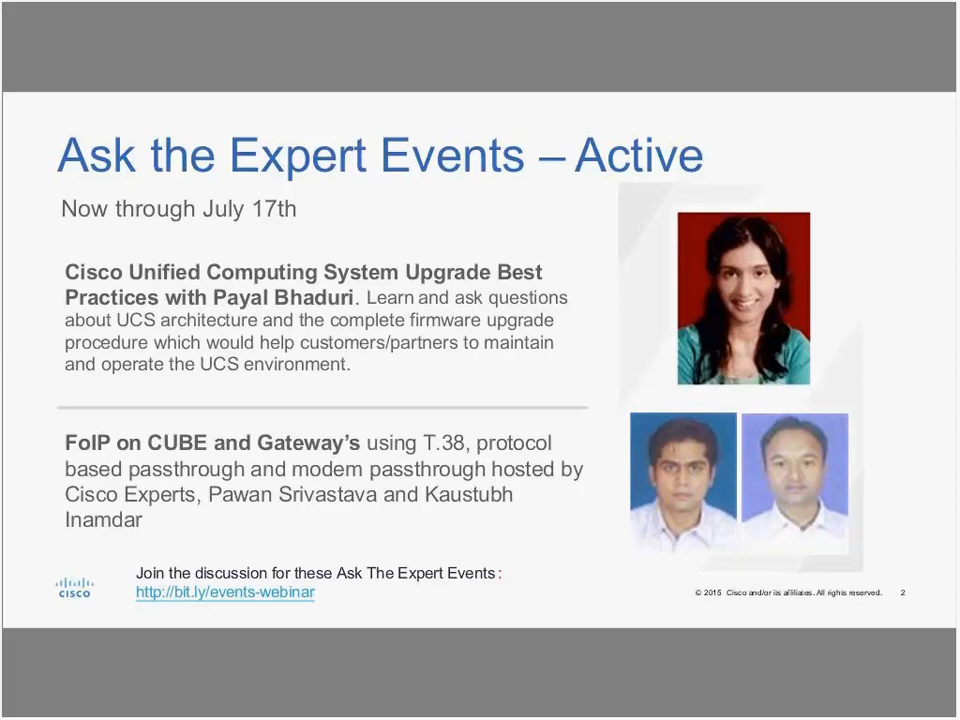 Ask the Expert Events – Active
Now through July 17th
Cisco Unified Computing System Upgrade Best
Practices with Payal Bhaduri. Learn and ask questions
about UCS architecture and the complete firmware upgrade
procedure which would help customers/partners to maintain
and operate the UCS environment.
FoIP on CUBE and Gateway's using T.38, protocol
based passthrough and modem passthrough hosted by
Cisco Experts, Pawan Srivastava and Kaustubh
Inamdar
Join the discussion for these Ask The Expert Events :
http://bit.ly/events-webinar
CISCO
© 2015 Cisco and/or its affiliates. All rights reserved. 2